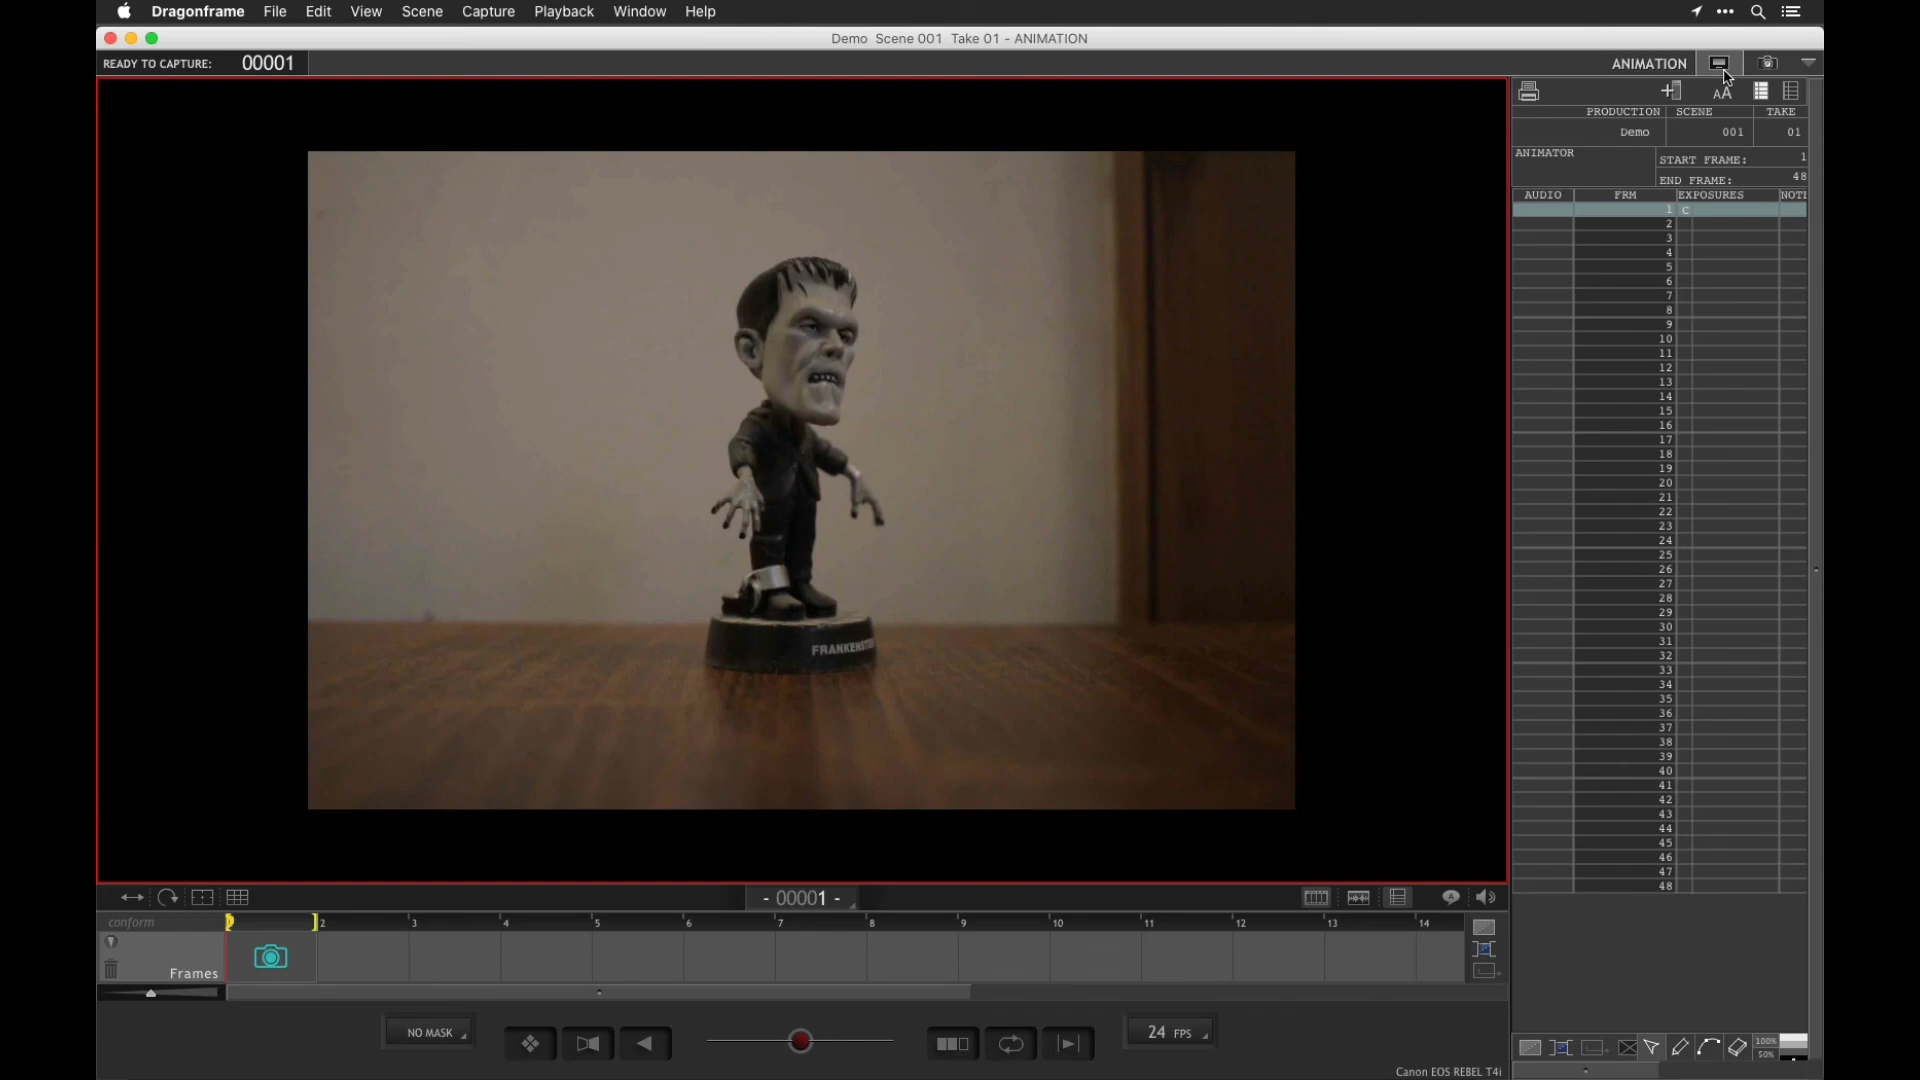 Dragonframe File Edit View Scene Capture Playback Window Help
Demo Scene 001 Take 01 - ANIMATION
READY TO CAPTURE: 00001
ANIMATION
AA
PRODUCTION SCENE TAKE
Demo 001 01
ANIMATOR
START FRAME: 1
END FRAME: 48
AUDIO FRM EXPOSURES
1 C
2
3
4
5
6
7
8
9
10
11
12
13
14
15
16
17
18
19
20
21
22
23
24
25
26
27
28
29
30
31
32
33
34
35
36
37
38
39
40
41
42
43
44
45
46
47
48
- 00001 -
conform
2 3 4 5 6 7 8 9 10 11 12 13 14
Frames
NO MASK
24 FPS
100%
50%
Canon EOS REBEL T4i